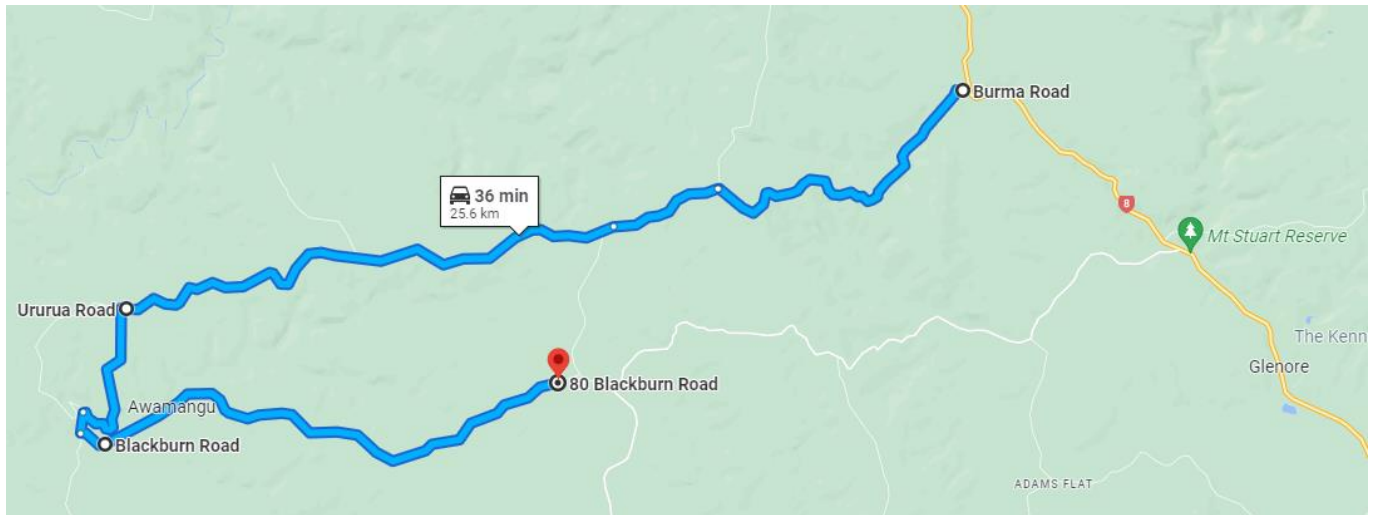 Burma Road
36 min
25.6 km
8
Mt Stuart Reserve
Ururua Road
The Kenn
Glenore
80 Blackburn Road
Awamangu
Blackburn Road
ADAMS FLAT